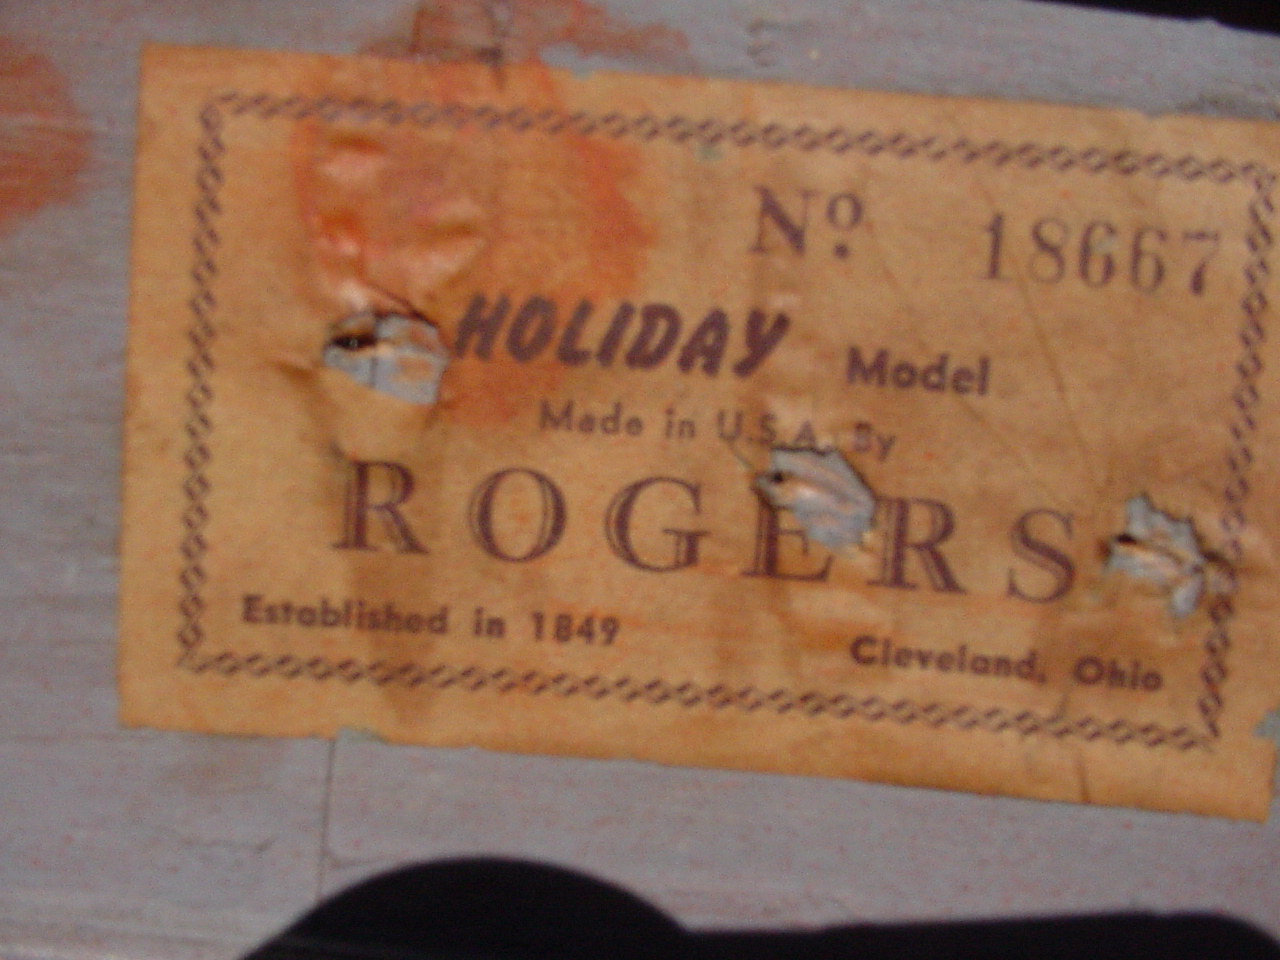 Nº 18667
HOLIDAY Model
Made in U.S.A. By
ROGERS
Established in 1849 Cleveland, Ohio